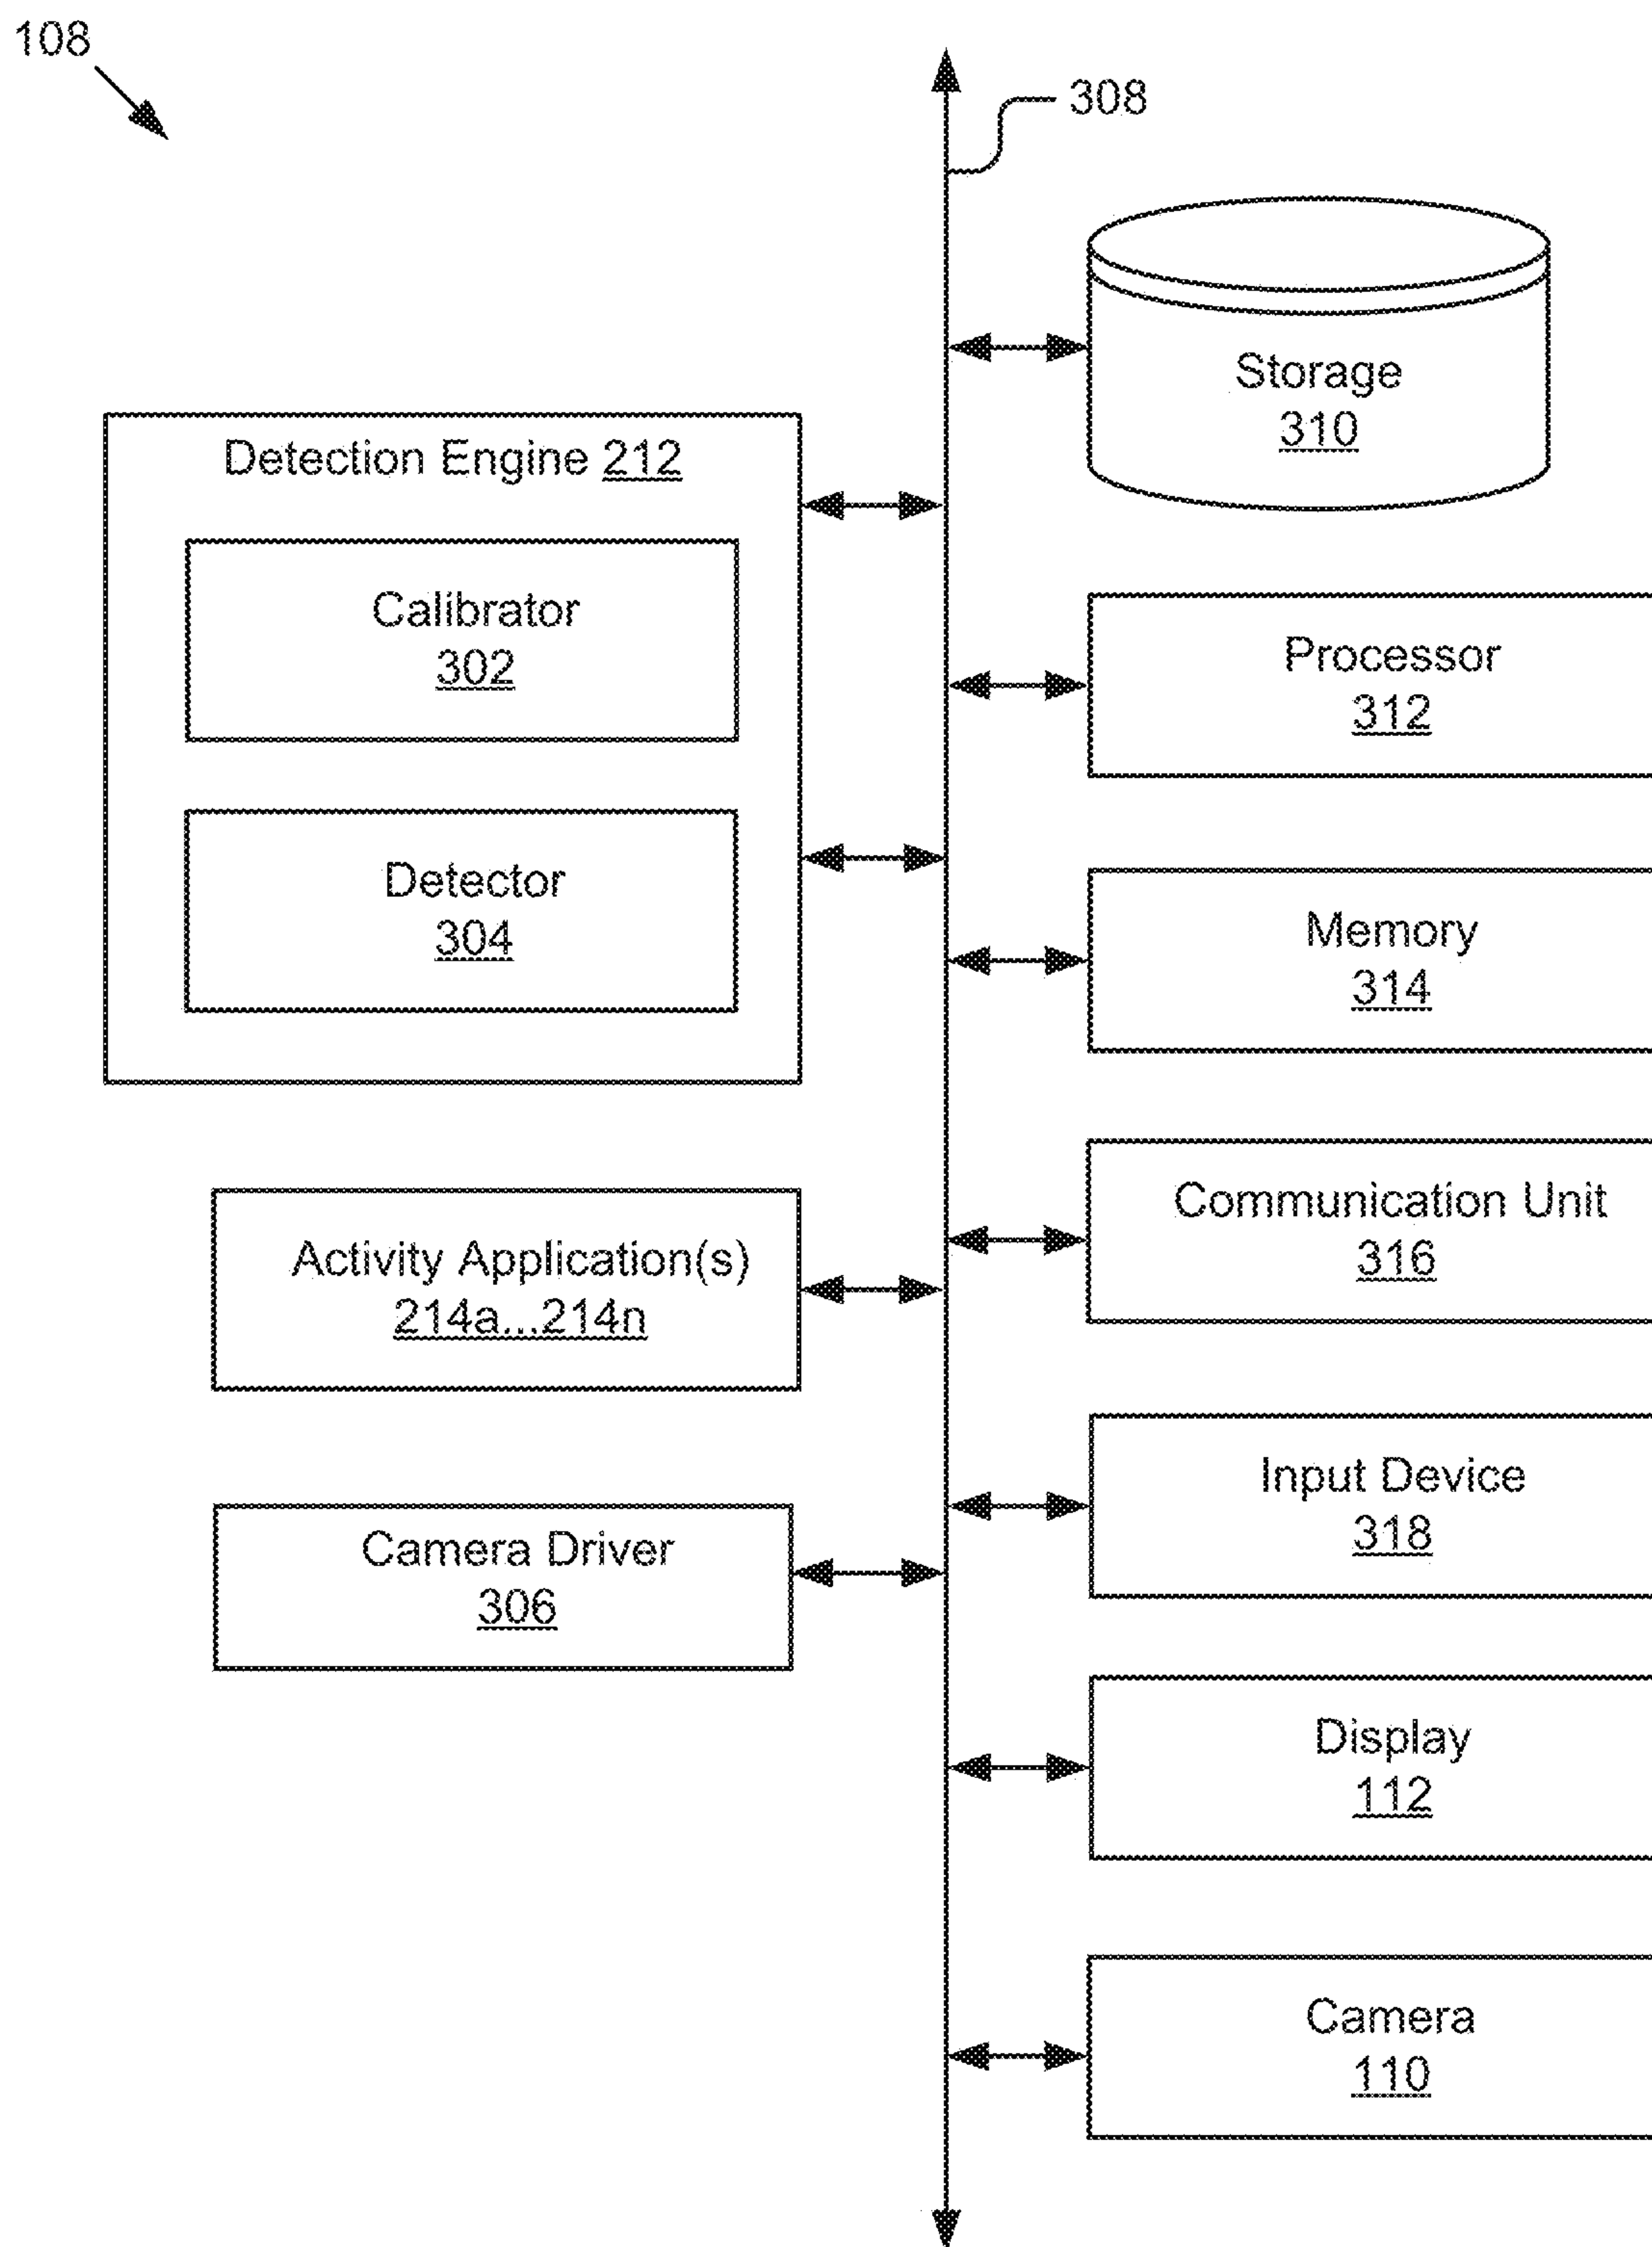 108
308
Storage
310
Detection Engine 212
Calibrator
302
Processor
312
Detector
304
Memory
314
Communication Unit
316
Activity Application(s)
214a...214n
Input Device
318
Camera Driver
306
Display
112
Camera
110